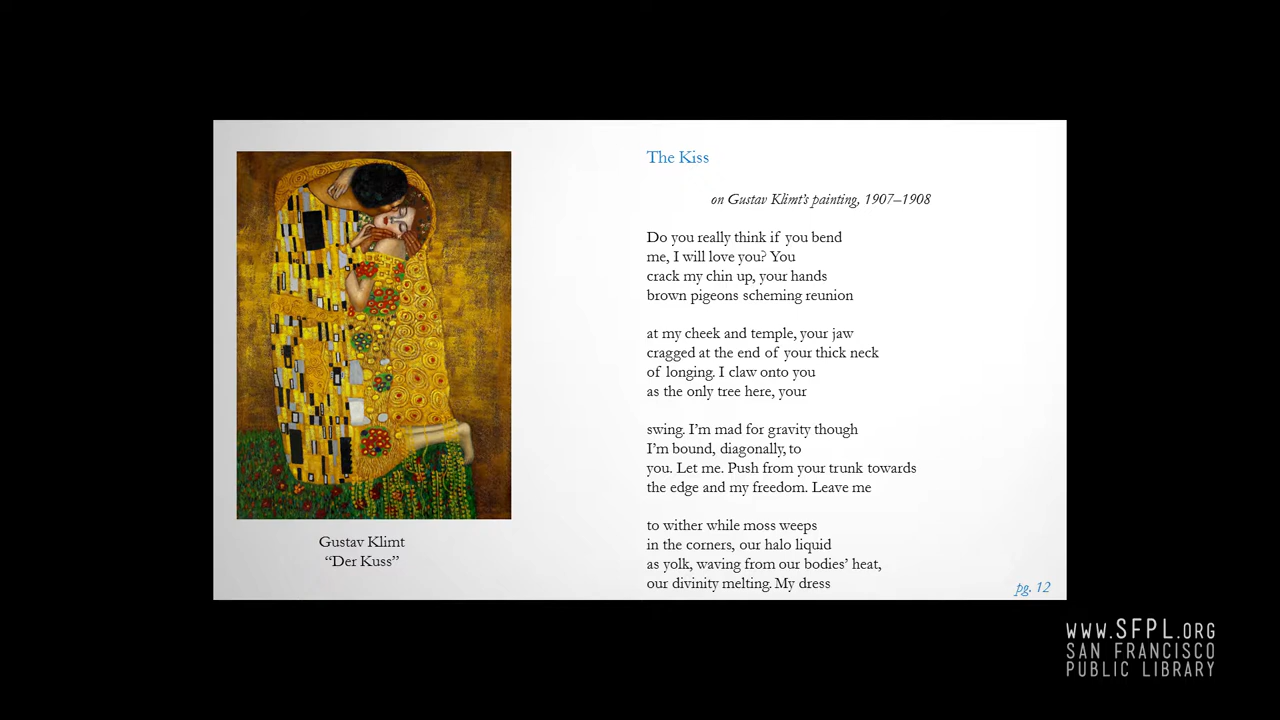 The Kiss
on Gustav Klimt's painting, 1907–1908
Do you really think if you bend
me, I will love you? You
crack my chin up, your hands
brown pigeons scheming reunion
at my cheek and temple, your jaw
cragged at the end of your thick neck
of longing. I claw onto you
as the only tree here, your
swing. I'm mad for gravity though
I'm bound, diagonally, to
you. Let me. Push from your trunk towards
the edge and my freedom. Leave me
to wither while moss weeps
in the corners, our halo liquid
as yolk, waving from our bodies' heat,
our divinity melting. My dress
Gustav Klimt
“Der Kuss”
pg. 12
WWW.SFPL.ORG
SAN FRANCISCO
PUBLIC LIBRARY